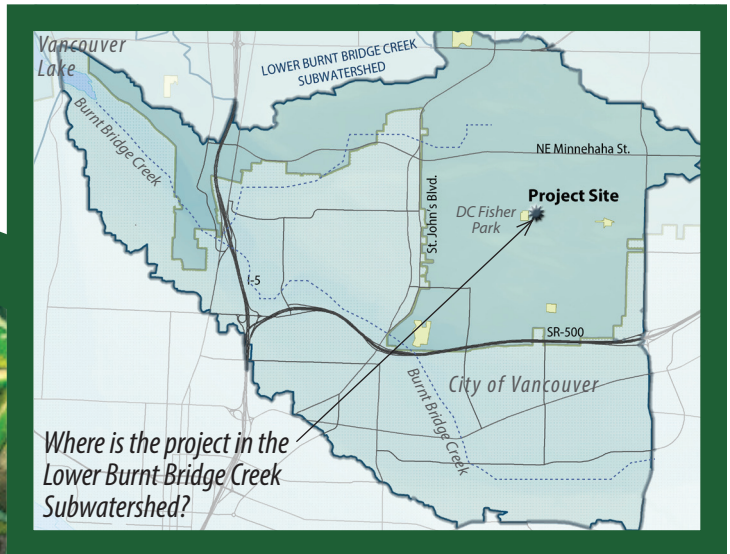 Vancouver
Lake
LOWER BURNT BRIDGE CREEK
SUBWATERSHED
Burnt Bridge Creek
NE Minnehaha St.
Project Site
DC Fisher
Park
St. John's Blvd.
I-5
SR-500
City of Vancouver
Burnt Bridge Creek
Where is the project in the
Lower Burnt Bridge Creek
Subwatershed?